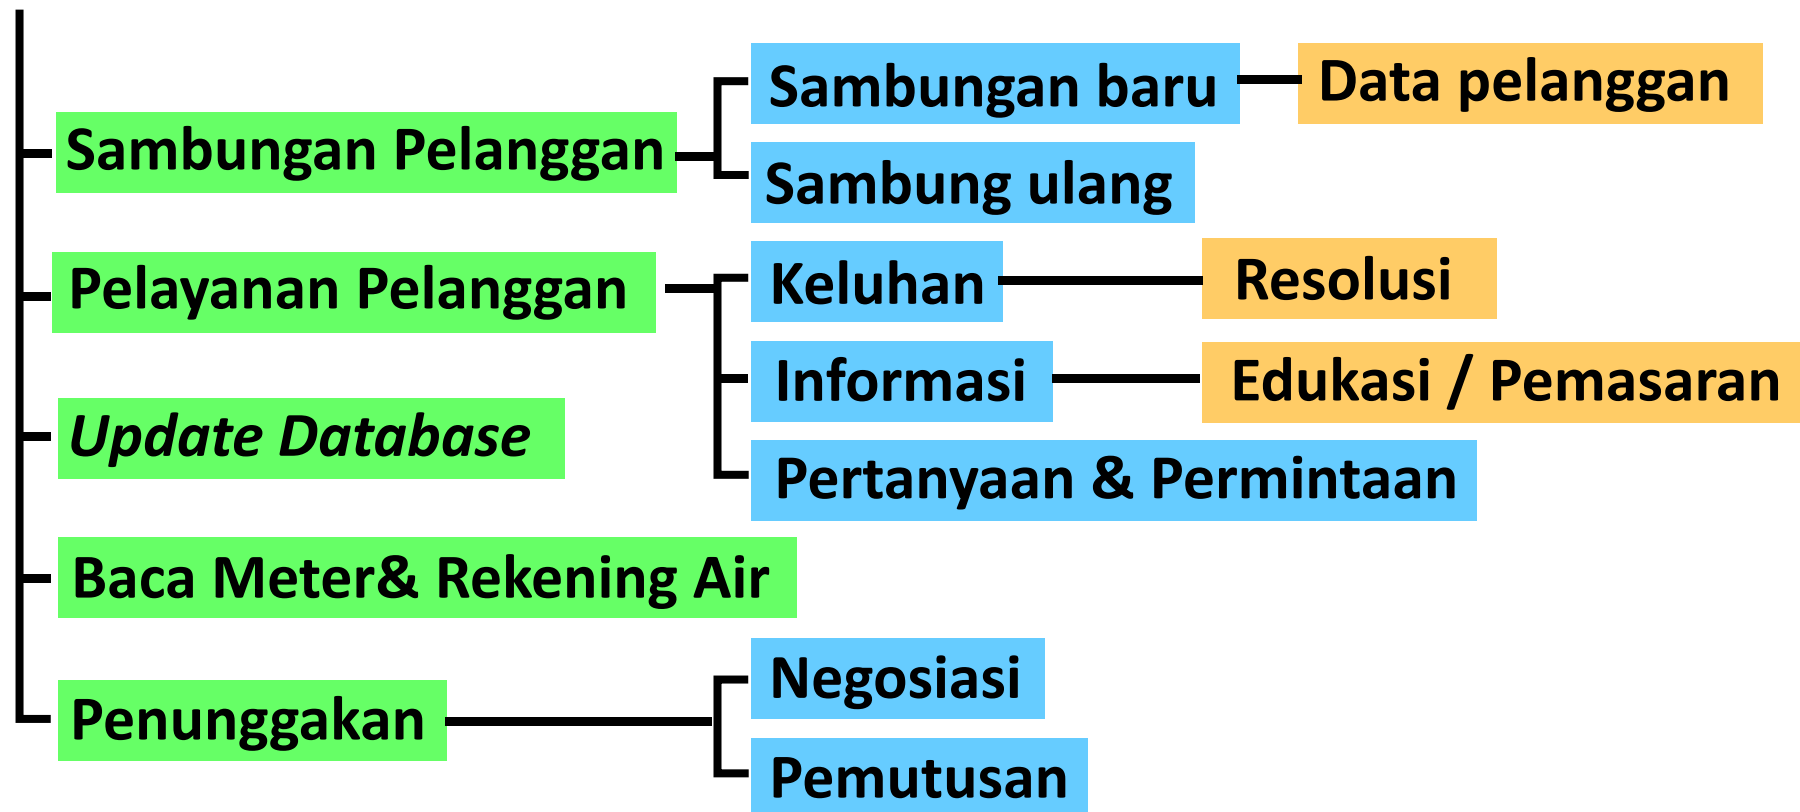 Sambungan baru
Data pelanggan
Sambungan Pelanggan
Sambung ulang
Keluhan
Resolusi
Pelayanan Pelanggan
Informasi
Edukasi / Pemasaran
Update Database
Pertanyaan & Permintaan
Baca Meter& Rekening Air
Negosiasi
Penunggakan
Pemutusan